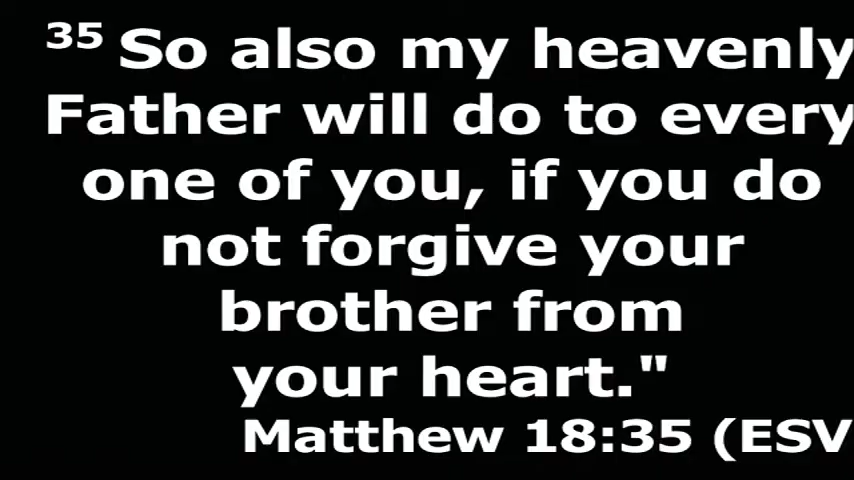 35 So also my heavenly
Father will do to every
one of you, if you do
not forgive your
brother from
your heart."
Matthew 18:35 (ESV